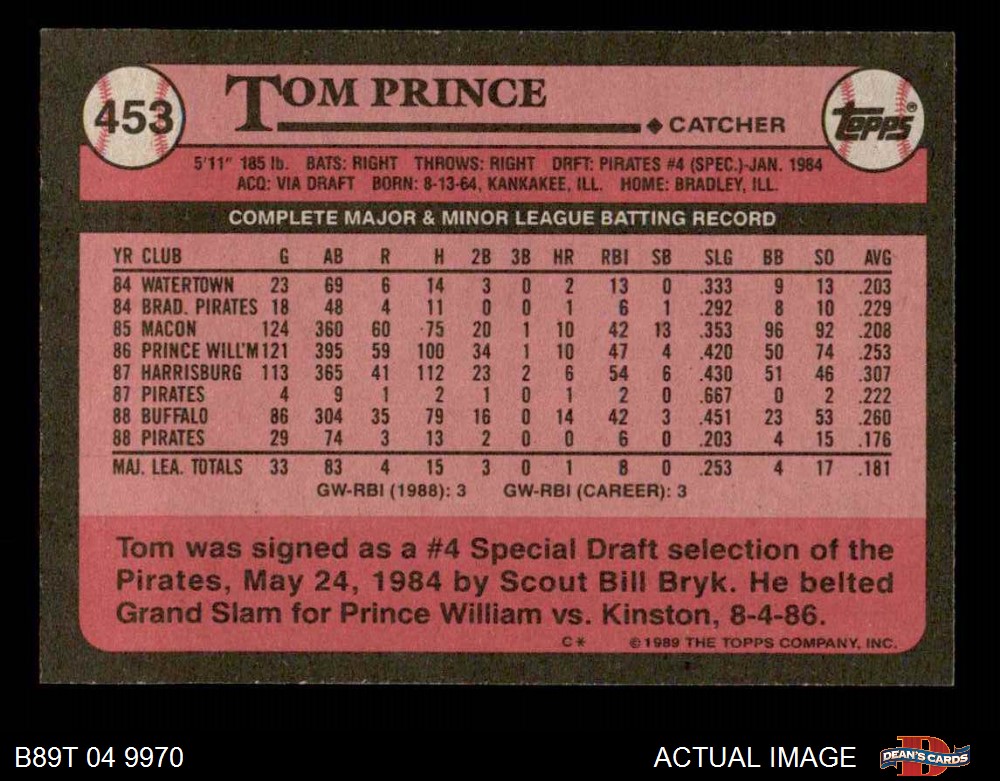 453
TOM PRINCE
◆ CATCHER
Topps®
5'11" 185 lb. BATS: RIGHT THROWS: RIGHT DRFT: PIRATES #4 (SPEC.)-JAN. 1984
ACQ: VIA DRAFT BORN: 8-13-64, KANKAKEE, ILL. HOME: BRADLEY, ILL.
COMPLETE MAJOR & MINOR LEAGUE BATTING RECORD
YR CLUB G AB R H 2B 3B HR RBI SB SLG BB SO AVG
84 WATERTOWN 23 69 6 14 3 0 2 13 0 .333 9 13 .203
84 BRAD. PIRATES 18 48 4 11 0 0 1 6 1 .292 8 10 .229
85 MACON 124 360 60 75 20 1 10 42 13 .353 96 92 .208
86 PRINCE WILL'M 121 395 59 100 34 1 10 47 4 .420 50 74 .253
87 HARRISBURG 113 365 41 112 23 2 6 54 6 .430 51 46 .307
87 PIRATES 4 9 1 2 1 0 1 2 0 .667 0 2 .222
88 BUFFALO 86 304 35 79 16 0 14 42 3 .451 23 53 .260
88 PIRATES 29 74 3 13 2 0 0 6 0 .203 4 15 .176
MAJ. LEA. TOTALS 33 83 4 15 3 0 1 8 0 .253 4 17 .181
GW-RBI (1988): 3 GW-RBI (CAREER): 3
Tom was signed as a #4 Special Draft selection of the
Pirates, May 24, 1984 by Scout Bill Bryk. He belted
Grand Slam for Prince William vs. Kinston, 8-4-86.
C* ©1989 THE TOPPS COMPANY, INC.
B89T 04 9970
ACTUAL IMAGE
D
DEAN'S CARDS